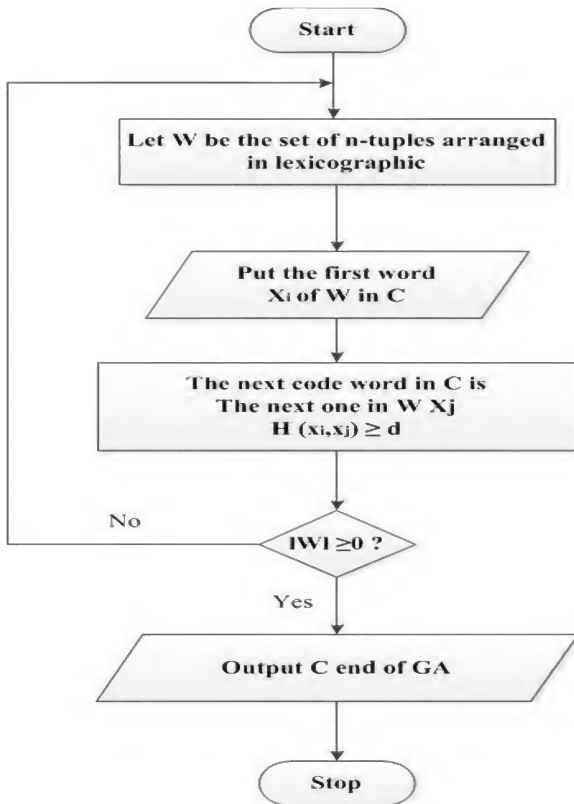 Start
Let W be the set of n-tuples arranged
in lexicographic
Put the first word
Xi of W in C
The next code word in C is
The next one in W Xj
H (xi,xj) ≥ d
No
lWl ≥0 ?
Yes
Output C end of GA
Stop